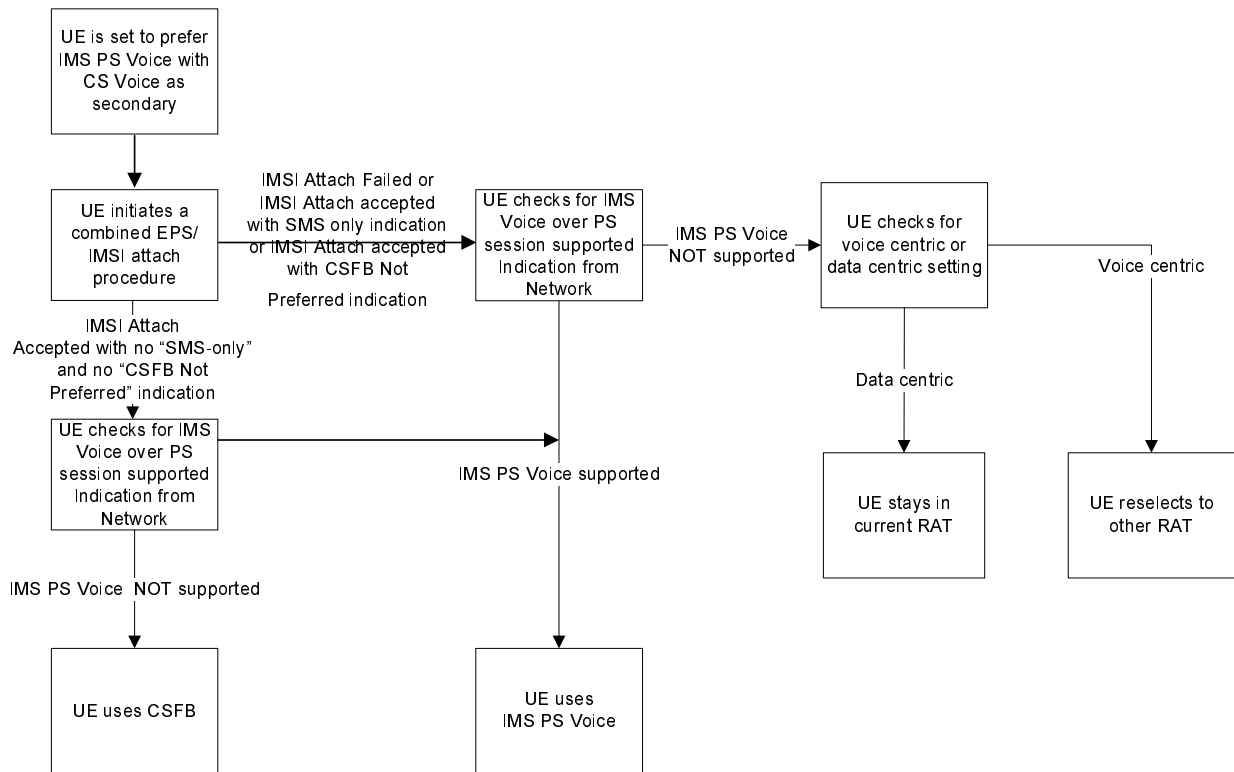 UE is set to prefer
IMS PS Voice with
CS Voice as
secondary
UE initiates a
combined EPS/
IMSI attach
procedure
IMSI Attach Failed or
IMSI Attach accepted
with SMS only indication
or IMSI Attach accepted
with CSFB Not
Preferred indication
UE checks for IMS
Voice over PS
session supported
Indication from
Network
IMS PS Voice
NOT supported
UE checks for
voice centric or
data centric setting
Voice centric
IMSI Attach
Accepted with no “SMS-only”
and no “CSFB Not
Preferred” indication
Data centric
UE checks for IMS
Voice over PS
session supported
Indication from
Network
IMS PS Voice supported
UE stays in
current RAT
UE reselects to
other RAT
IMS PS Voice NOT supported
UE uses CSFB
UE uses
IMS PS Voice